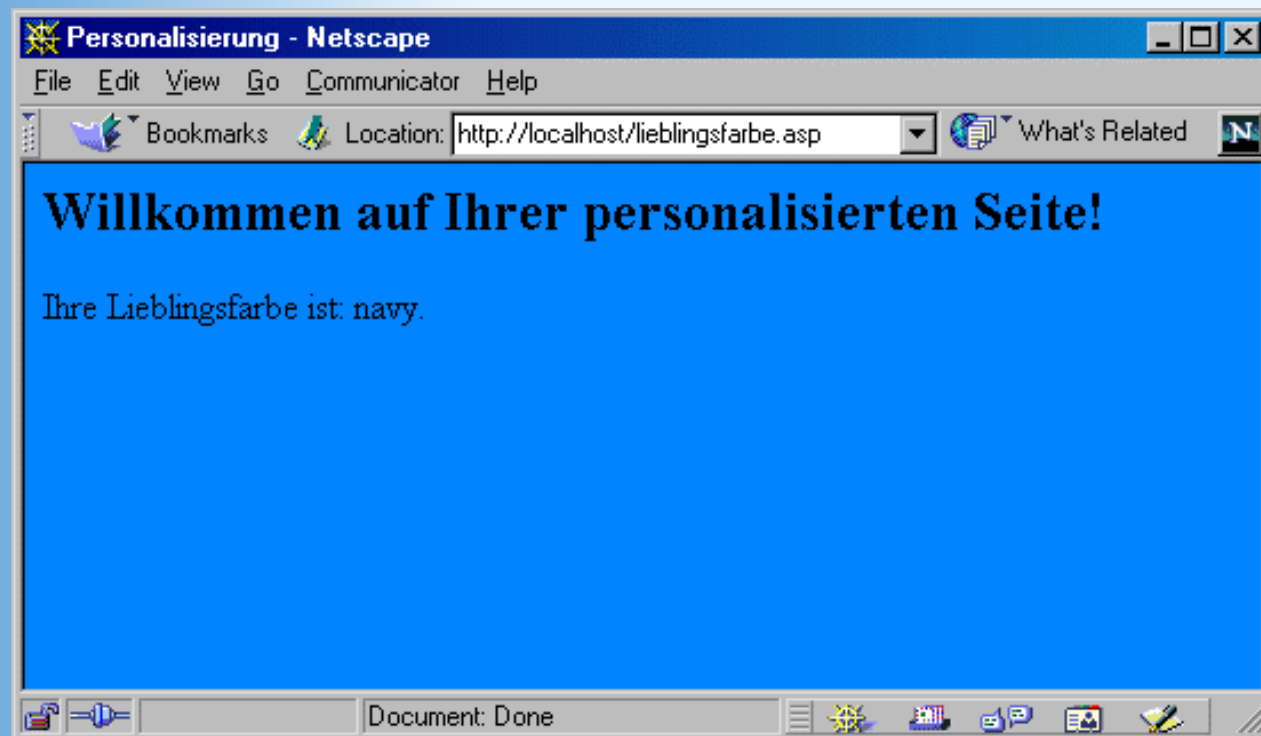 Personalisierung - Netscape
File Edit View Go Communicator Help
Bookmarks Location: http://localhost/lieblingsfarbe.asp What's Related N
Willkommen auf Ihrer personalisierten Seite!
Ihre Lieblingsfarbe ist: navy.
Document: Done